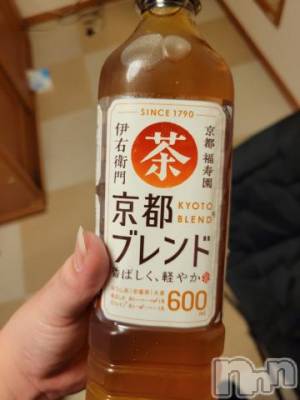 SINCE 1790
京都 福寿園
茶
伊右衛門
京都
KYOTO
BLEND
ブレンド
香ばしく、軽やか
600